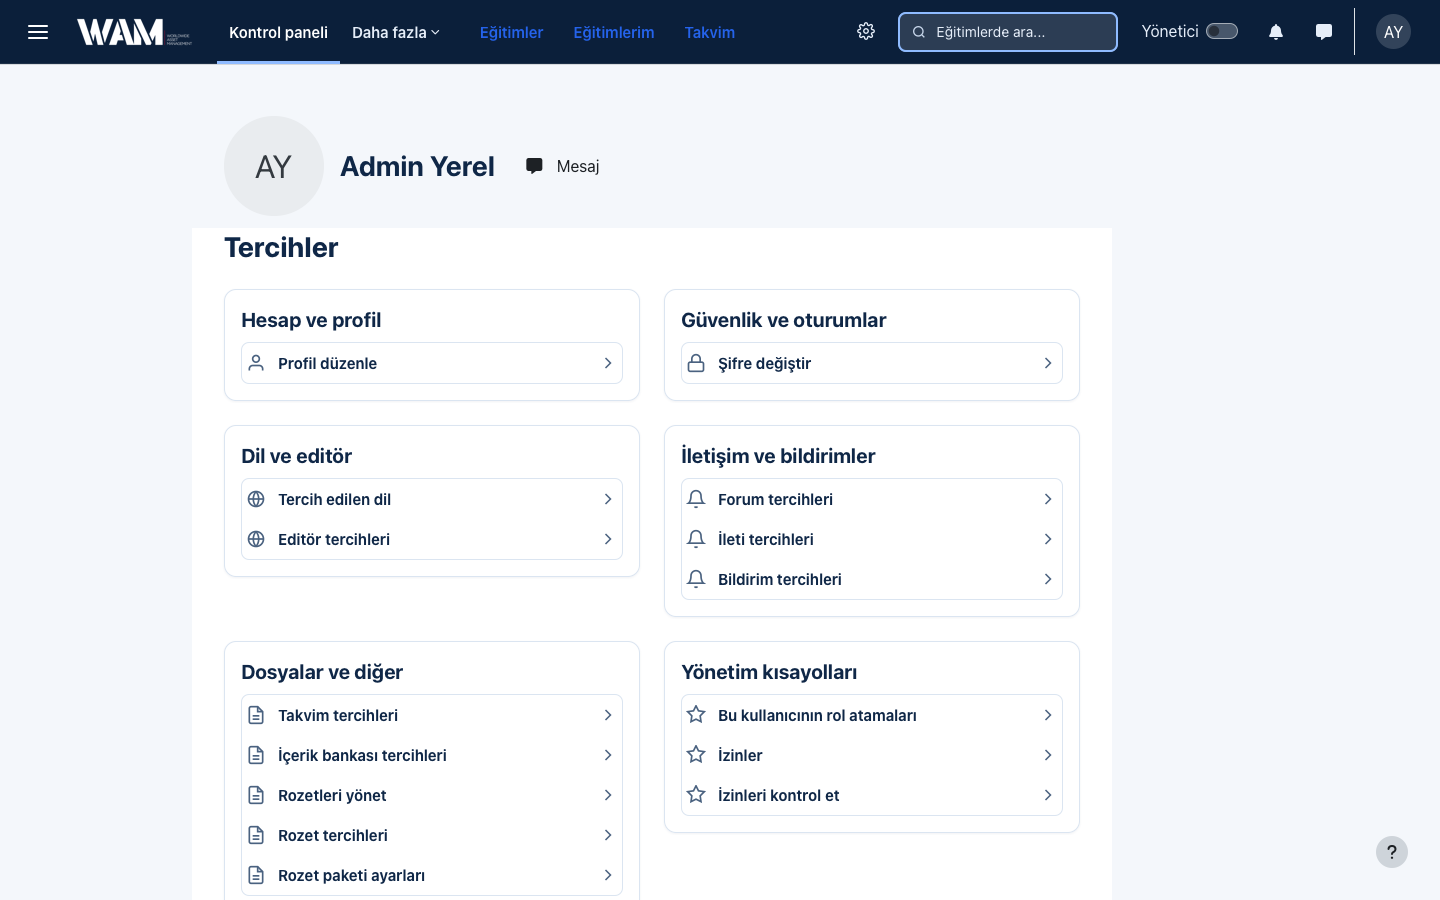 WAM WORLDWIDE ASSET MANAGEMENT
Kontrol paneli
Daha fazla
Eğitimler
Eğitimlerim
Takvim
Eğitimlerde ara...
Yönetici
AY
AY
Admin Yerel
Mesaj
Tercihler
Hesap ve profil
Profil düzenle
Güvenlik ve oturumlar
Şifre değiştir
Dil ve editör
Tercih edilen dil
Editör tercihleri
İletişim ve bildirimler
Forum tercihleri
İleti tercihleri
Bildirim tercihleri
Dosyalar ve diğer
Takvim tercihleri
İçerik bankası tercihleri
Rozetleri yönet
Rozet tercihleri
Rozet paketi ayarları
Yönetim kısayolları
Bu kullanıcının rol atamaları
İzinler
İzinleri kontrol et
?